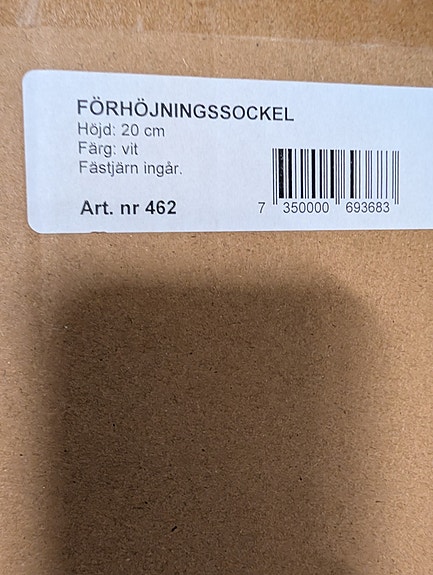 FÖRHÖJNINGSSOCKEL
Höjd: 20 cm
Färg: vit
Fästjärn ingår.
Art. nr 462
7 350000 693683